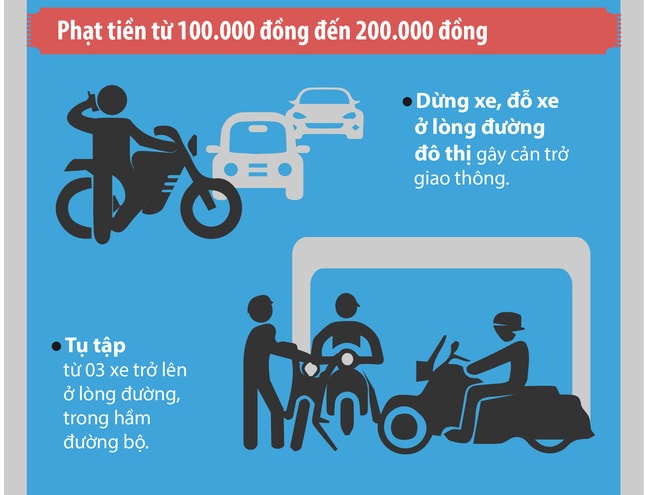 Phạt tiền từ 100.000 đồng đến 200.000 đồng
• Dừng xe, đỗ xe
ở lòng đường
đô thị gây cản trở
giao thông.
• Tụ tập
từ 03 xe trở lên
ở lòng đường,
trong hầm
đường bộ.